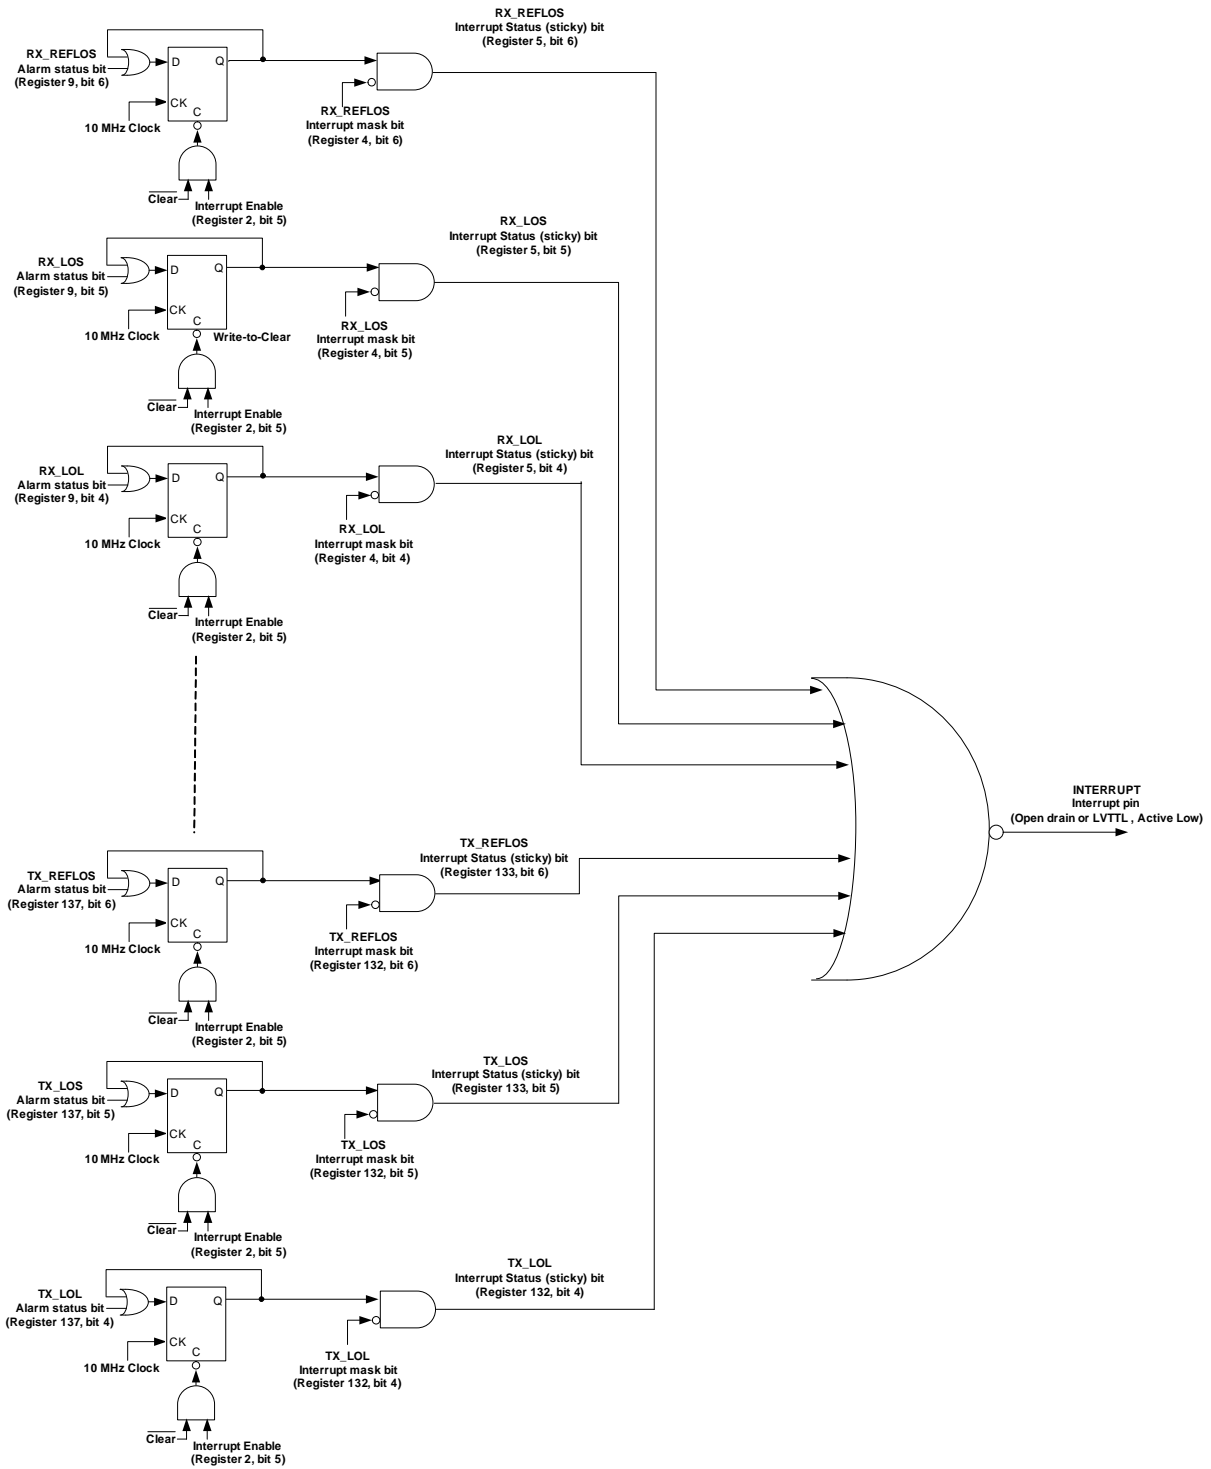 RX_REFLOS
Interrupt Status (sticky) bit
(Register 5, bit 6)
RX_REFLOS
Alarm status bit
(Register 9, bit 6)
D
Q
CK
C
10 MHz Clock
RX_REFLOS
Interrupt mask bit
(Register 4, bit 6)
Clear
Interrupt Enable
(Register 2, bit 5)
RX_LOS
Interrupt Status (sticky) bit
(Register 5, bit 5)
RX_LOS
Alarm status bit
(Register 9, bit 5)
D
Q
CK
C
10 MHz Clock
Write-to-Clear
RX_LOS
Interrupt mask bit
(Register 4, bit 5)
Clear
Interrupt Enable
(Register 2, bit 5)
RX_LOL
Interrupt Status (sticky) bit
(Register 5, bit 4)
RX_LOL
Alarm status bit
(Register 9, bit 4)
D
Q
CK
C
10 MHz Clock
RX_LOL
Interrupt mask bit
(Register 4, bit 4)
Clear
Interrupt Enable
(Register 2, bit 5)
INTERRUPT
Interrupt pin
(Open drain or LVTTL , Active Low)
TX_REFLOS
Interrupt Status (sticky) bit
(Register 133, bit 6)
TX_REFLOS
Alarm status bit
(Register 137, bit 6)
D
Q
CK
C
10 MHz Clock
TX_REFLOS
Interrupt mask bit
(Register 132, bit 6)
Clear
Interrupt Enable
(Register 2, bit 5)
TX_LOS
Interrupt Status (sticky) bit
(Register 133, bit 5)
TX_LOS
Alarm status bit
(Register 137, bit 5)
D
Q
CK
C
10 MHz Clock
TX_LOS
Interrupt mask bit
(Register 132, bit 5)
Clear
Interrupt Enable
(Register 2, bit 5)
TX_LOL
Interrupt Status (sticky) bit
(Register 132, bit 4)
TX_LOL
Alarm status bit
(Register 137, bit 4)
D
Q
CK
C
10 MHz Clock
TX_LOL
Interrupt mask bit
(Register 132, bit 4)
Clear
Interrupt Enable
(Register 2, bit 5)